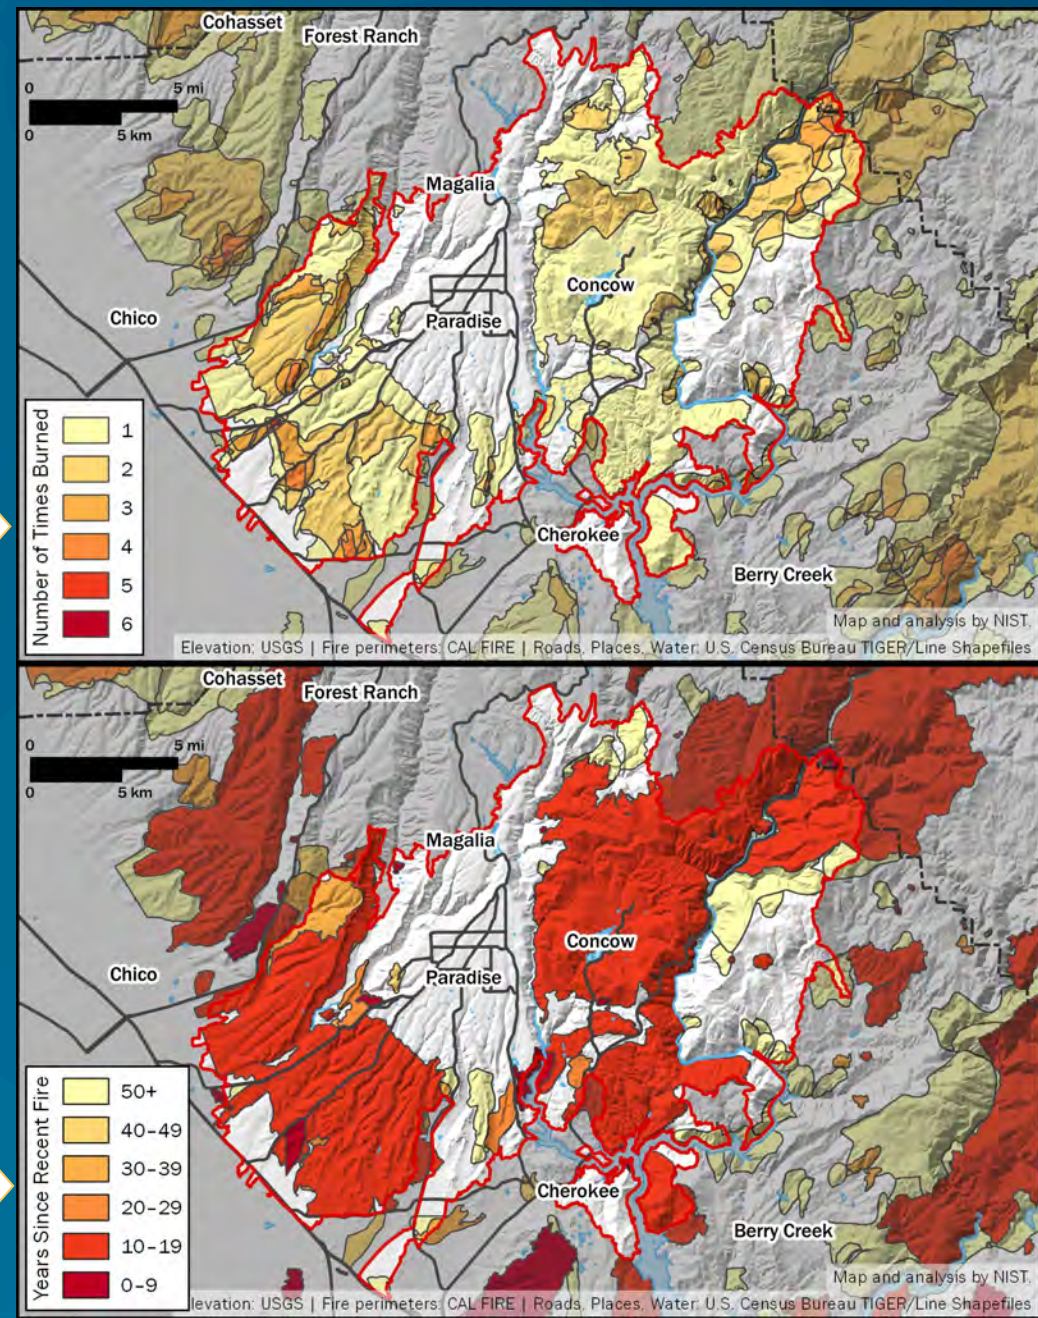 Cohasset
Forest Ranch
0 5 mi
0 5 km
Magalia
Concow
Chico
Paradise
Number of Times Burned
1
2
3
4
5
6
Cherokee
Berry Creek
Map and analysis by NIST.
Elevation: USGS | Fire perimeters: CAL FIRE | Roads, Places, Water: U.S. Census Bureau TIGER/Line Shapefiles
Cohasset
Forest Ranch
0 5 mi
0 5 km
Magalia
Concow
Chico
Paradise
Years Since Recent Fire
50+
40-49
30-39
20-29
10-19
0-9
Cherokee
Berry Creek
Map and analysis by NIST.
levation: USGS | Fire perimeters: CAL FIRE | Roads, Places, Water: U.S. Census Bureau TIGER/Line Shapefiles